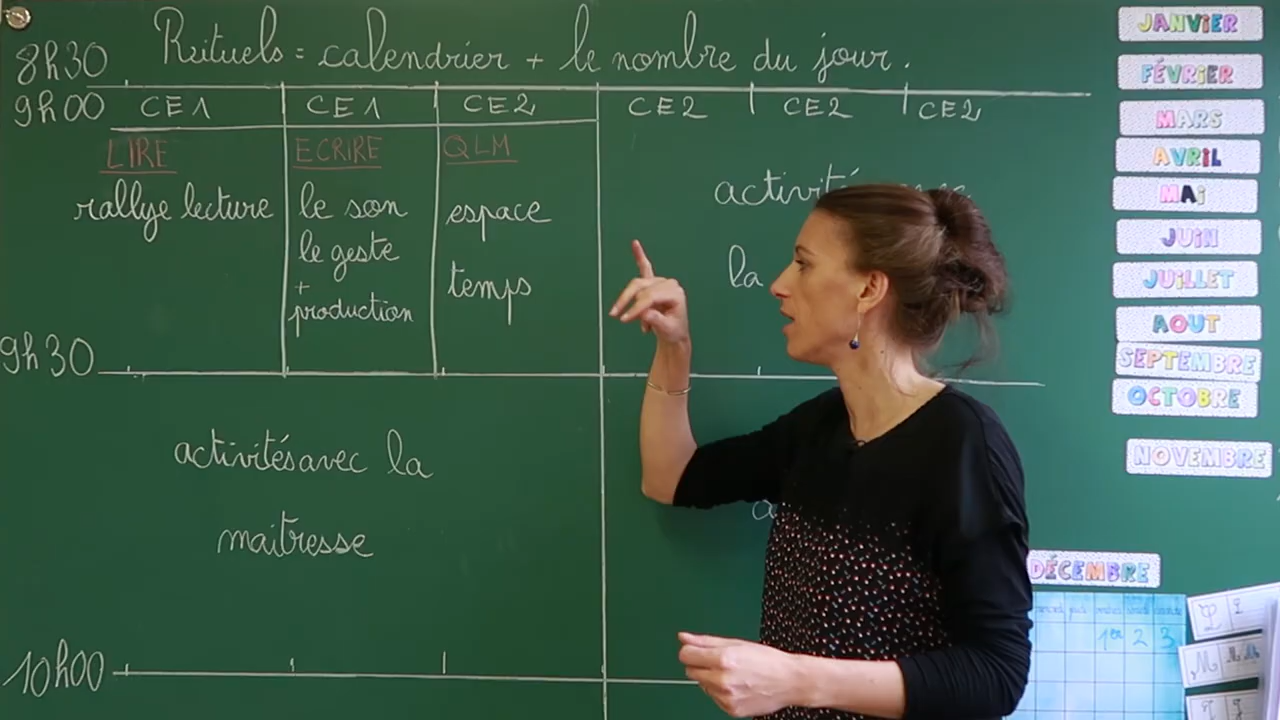 8h30 Rituels = calendrier + le nombre du jour.
9h00 CE1 CE1 CE2 CE2 CE2 CE2
LIRE ECRIRE QLM
rallye lecture
le son
le geste
+
production
espace
temps
la
9h30
activités avec la
maitresse
10h00
JANVIER
FÉVRIER
MARS
AVRIL
MAI
JUIN
JUILLET
AOUT
SEPTEMBRE
OCTOBRE
NOVEMBRE
DÉCEMBRE
1er 2 3